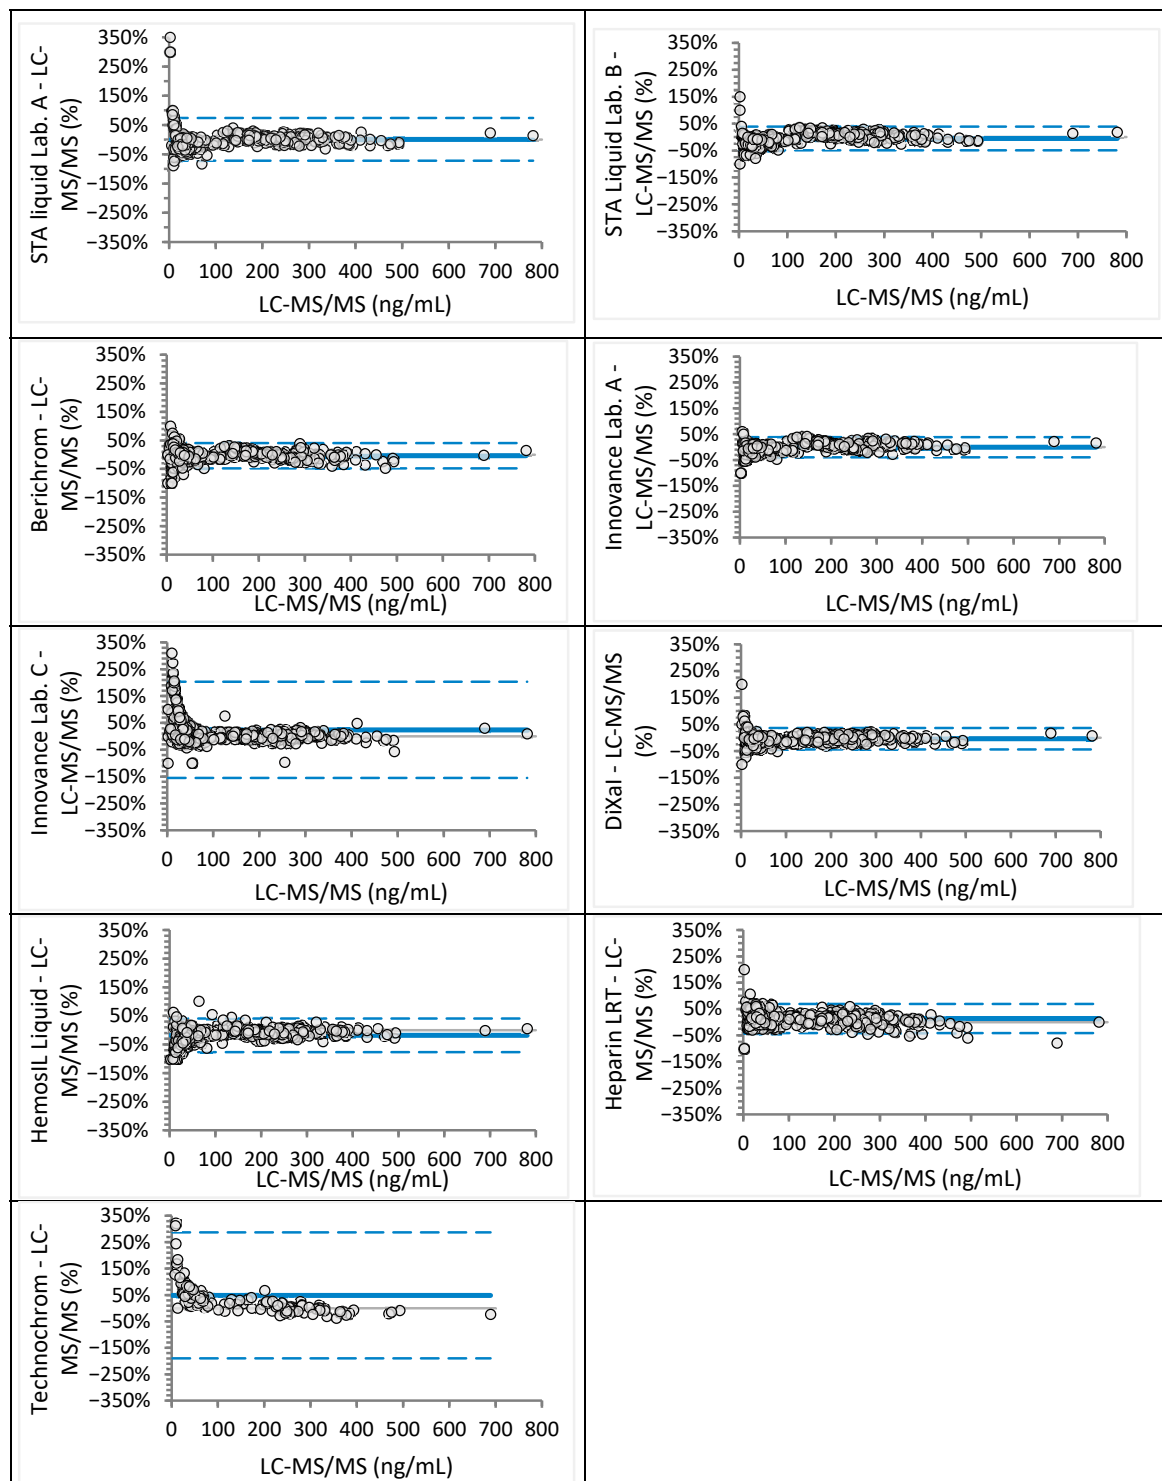 350%
250%
150%
50%
−50%
−150%
−250%
−350%
STA liquid Lab. A - LC-
MS/MS (%)
0 100 200 300 400 500 600 700 800
LC-MS/MS (ng/mL)
350%
250%
150%
50%
−50%
−150%
−250%
−350%
STA Liquid Lab. B -
LC-MS/MS (%)
0 100 200 300 400 500 600 700 800
LC-MS/MS (ng/mL)
350%
250%
150%
50%
−50%
−150%
−250%
−350%
Berichrom - LC-
MS/MS (%)
0 100 200 300 400 500 600 700 800
LC-MS/MS (ng/mL)
350%
250%
150%
50%
−50%
−150%
−250%
−350%
Innovance Lab. A -
LC-MS/MS (%)
0 100 200 300 400 500 600 700 800
LC-MS/MS (ng/mL)
350%
250%
150%
50%
−50%
−150%
−250%
−350%
Innovance Lab. C -
LC-MS/MS (%)
0 100 200 300 400 500 600 700 800
LC-MS/MS (ng/mL)
350%
250%
150%
50%
−50%
−150%
−250%
−350%
DiXaI - LC-MS/MS
(%)
0 100 200 300 400 500 600 700 800
LC-MS/MS (ng/mL)
350%
250%
150%
50%
−50%
−150%
−250%
−350%
HemosIL Liquid - LC-
MS/MS (%)
0 100 200 300 400 500 600 700 800
LC-MS/MS (ng/mL)
350%
250%
150%
50%
−50%
−150%
−250%
−350%
Heparin LRT - LC-
MS/MS (%)
0 100 200 300 400 500 600 700 800
LC-MS/MS (ng/mL)
350%
250%
150%
50%
−50%
−150%
−250%
−350%
Technochrom - LC-
MS/MS (%)
0 100 200 300 400 500 600 700 800
LC-MS/MS (ng/mL)